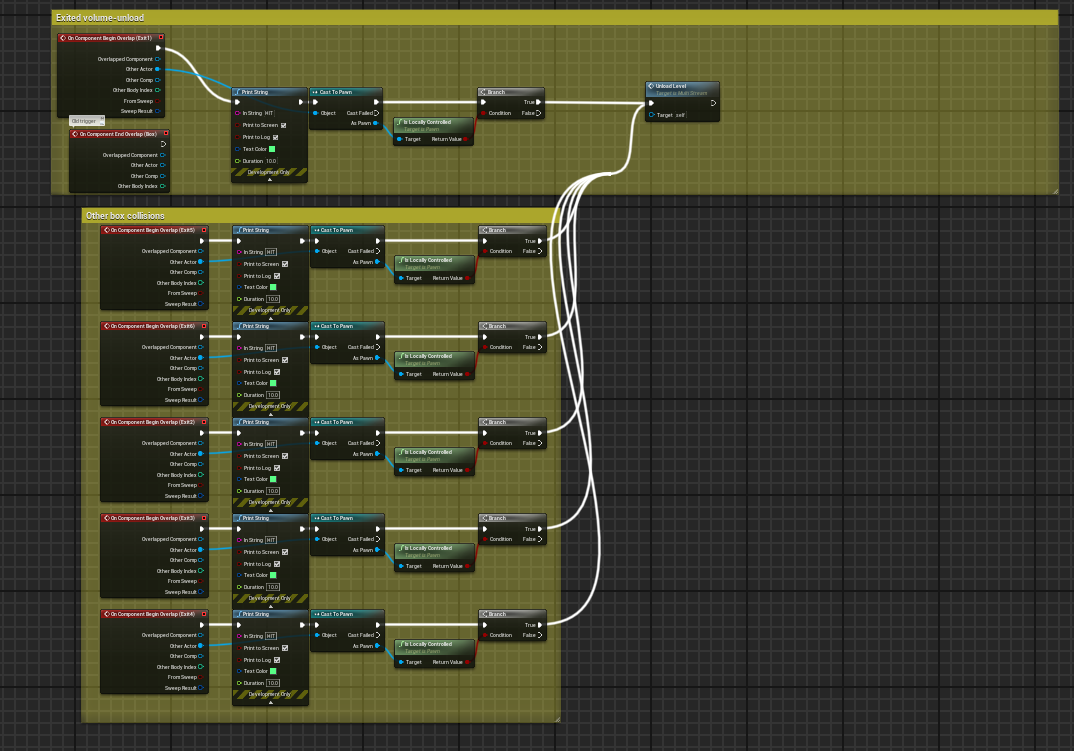 Exited volume-unload
On Component Begin Overlap (Exit1)
Overlapped Component
Other Actor
Other Comp
Other Body Index
From Sweep
Sweep Result
Old trigger
On Component End Overlap (Box)
Overlapped Component
Other Actor
Other Comp
Other Body Index
Print String
In String HIT
Print to Screen
Print to Log
Text Color
Duration 10.0
Development Only
Cast To Pawn
Object Cast Failed
As Pawn
Is Locally Controlled
Target is Pawn
Target Return Value
Branch
True
Condition False
Unload Level
Target is Main Stream
Target self
Other box collisions
On Component Begin Overlap (Exit5)
Overlapped Component
Other Actor
Other Comp
Other Body Index
From Sweep
Sweep Result
Print String
In String HIT
Print to Screen
Print to Log
Text Color
Duration 10.0
Development Only
Cast To Pawn
Object Cast Failed
As Pawn
Is Locally Controlled
Target is Pawn
Target Return Value
Branch
True
Condition False
On Component Begin Overlap (Exit6)
Overlapped Component
Other Actor
Other Comp
Other Body Index
From Sweep
Sweep Result
Print String
In String HIT
Print to Screen
Print to Log
Text Color
Duration 10.0
Development Only
Cast To Pawn
Object Cast Failed
As Pawn
Is Locally Controlled
Target is Pawn
Target Return Value
Branch
True
Condition False
On Component Begin Overlap (Exit2)
Overlapped Component
Other Actor
Other Comp
Other Body Index
From Sweep
Sweep Result
Print String
In String HIT
Print to Screen
Print to Log
Text Color
Duration 10.0
Development Only
Cast To Pawn
Object Cast Failed
As Pawn
Is Locally Controlled
Target is Pawn
Target Return Value
Branch
True
Condition False
On Component Begin Overlap (Exit3)
Overlapped Component
Other Actor
Other Comp
Other Body Index
From Sweep
Sweep Result
Print String
In String HIT
Print to Screen
Print to Log
Text Color
Duration 10.0
Development Only
Cast To Pawn
Object Cast Failed
As Pawn
Is Locally Controlled
Target is Pawn
Target Return Value
Branch
True
Condition False
On Component Begin Overlap (Exit4)
Overlapped Component
Other Actor
Other Comp
Other Body Index
From Sweep
Sweep Result
Print String
In String HIT
Print to Screen
Print to Log
Text Color
Duration 10.0
Development Only
Cast To Pawn
Object Cast Failed
As Pawn
Is Locally Controlled
Target is Pawn
Target Return Value
Branch
True
Condition False